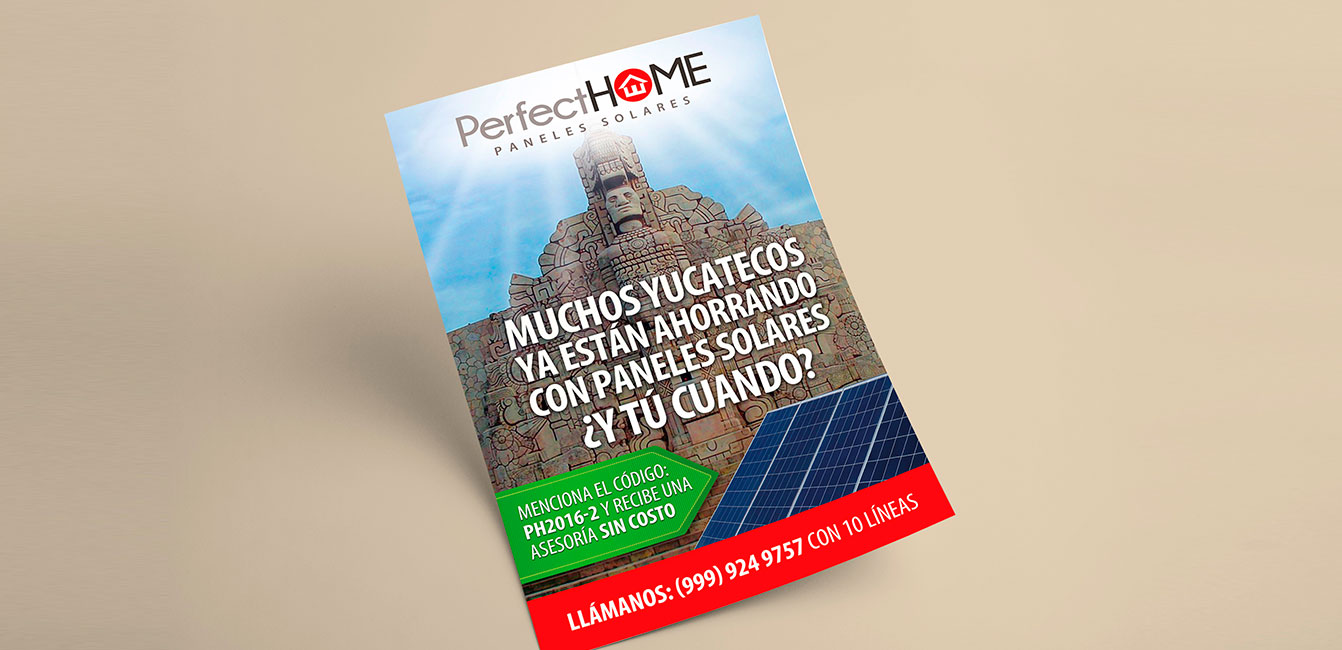 PerfectHOME
PANELES SOLARES
MUCHOS YUCATECOS
YA ESTÁN AHORRANDO
CON PANELES SOLARES
¿Y TÚ CUANDO?
MENCIONA EL CÓDIGO:
PH2016-2 Y RECIBE UNA
ASESORÍA SIN COSTO
LLÁMANOS: (999) 924 9757 CON 10 LÍNEAS